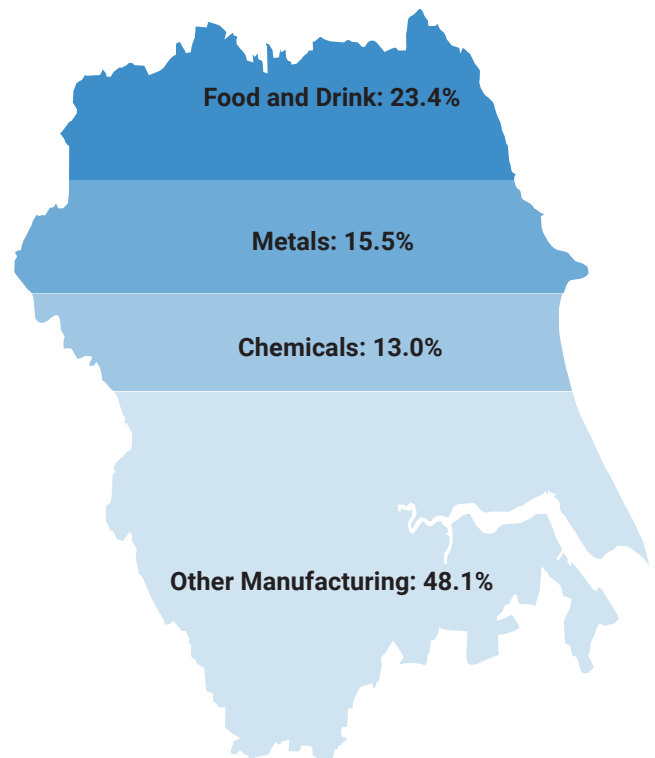 Food and Drink: 23.4%
Metals: 15.5%
Chemicals: 13.0%
Other Manufacturing: 48.1%